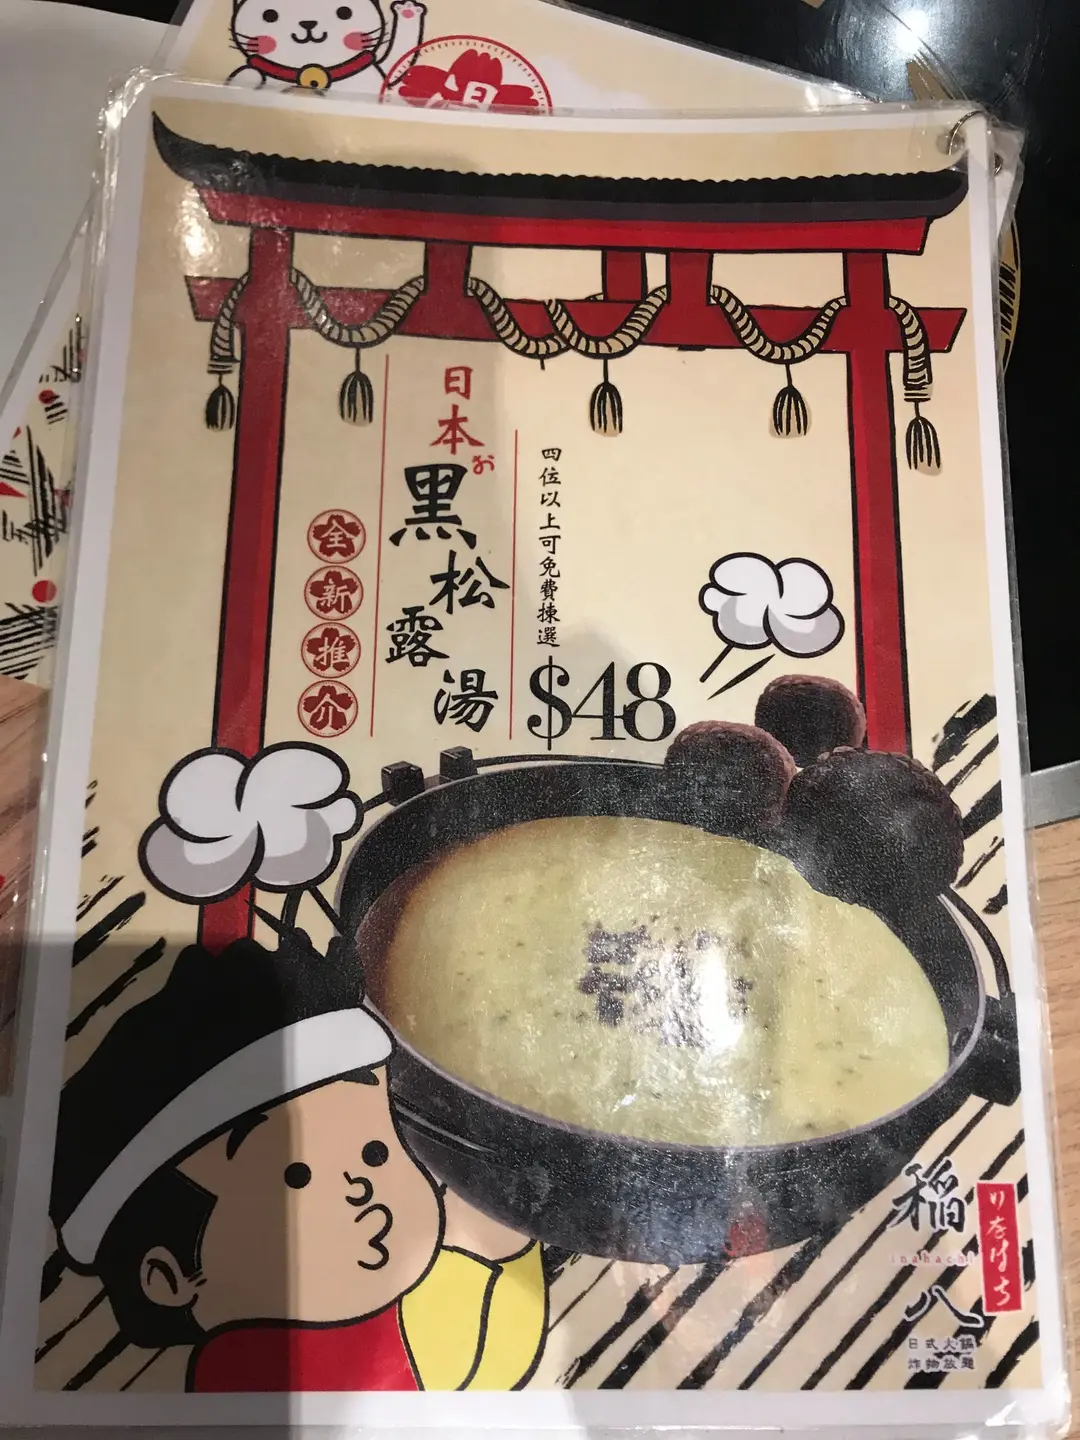 湯
日本
お
黑松露湯
全新推介
四位以上可免費揀選
$48
稲八
inahachi
いなはち
日式火鍋
炸物放題